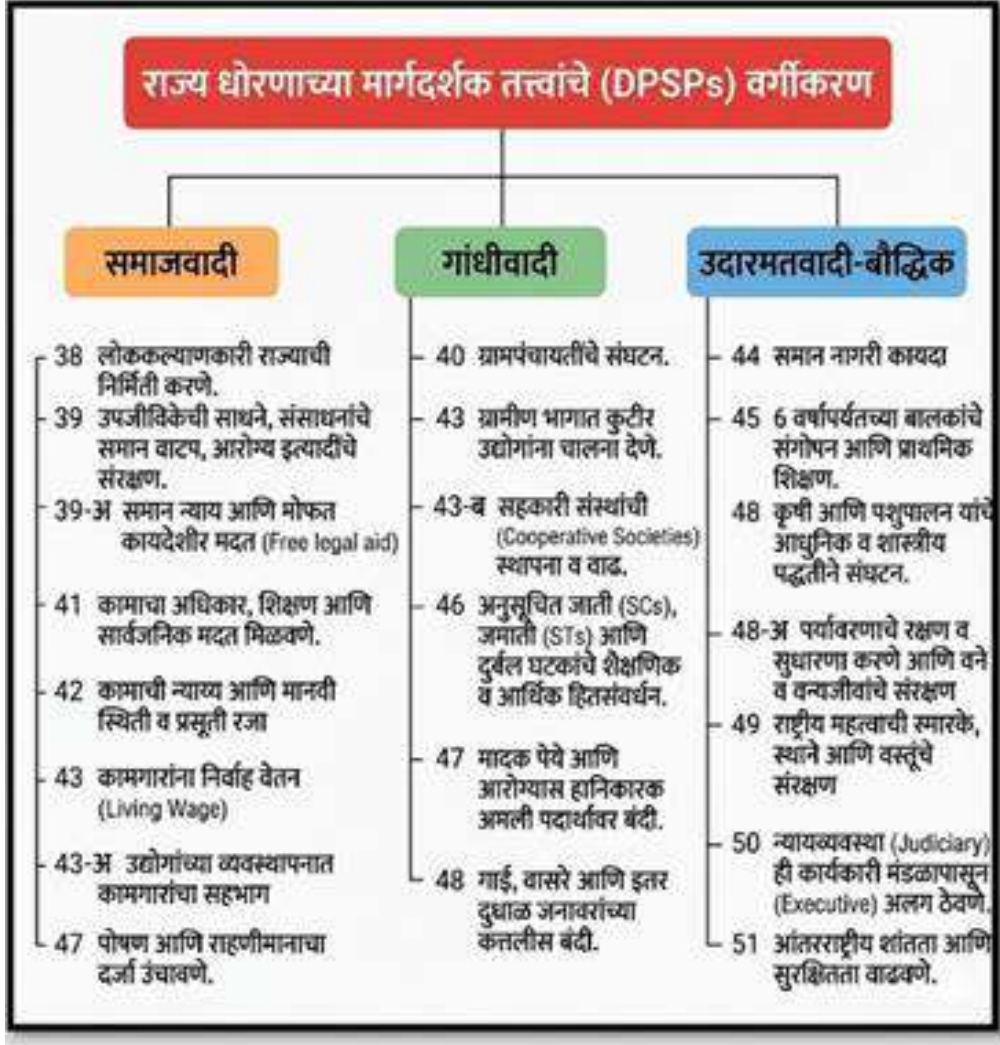 राज्य धोरणाच्या मार्गदर्शक तत्त्वांचे (DPSPs) वर्गीकरण
समाजवादी
38 लोककल्याणकारी राज्याची
निर्मिती करणे.
39 उपजीविकेची साधने, संसाधनांचे
समान वाटप, आरोग्य इत्यादींचे
संरक्षण.
39-अ समान न्याय आणि मोफत
कायदेशीर मदत (Free legal aid)
41 कामाचा अधिकार, शिक्षण आणि
सार्वजनिक मदत मिळवणे.
42 कामाची न्याय्य आणि मानवी
स्थिती व प्रसूती रजा
43 कामगारांना निर्वाह वेतन
(Living Wage)
43-अ उद्योगांच्या व्यवस्थापनात
कामगारांचा सहभाग
47 पोषण आणि राहणीमानाचा
दर्जा उंचावणे.
गांधीवादी
40 ग्रामपंचायतींचे संघटन.
43 ग्रामीण भागात कुटीर
उद्योगांना चालना देणे.
43-ब सहकारी संस्थांची
(Cooperative Societies)
स्थापना व वाढ.
46 अनुसूचित जाती (SCs),
जमाती (STs) आणि
दुर्बल घटकांचे शैक्षणिक
व आर्थिक हितसंवर्धन.
47 मादक पेये आणि
आरोग्यास हानिकारक
अमली पदार्थावर बंदी.
48 गाई, वासरे आणि इतर
दुधाळ जनावरांच्या
कत्तलीस बंदी.
उदारमतवादी-बौद्धिक
44 समान नागरी कायदा
45 6 वर्षापर्यंतच्या बालकांचे
संगोपन आणि प्राथमिक
शिक्षण.
48 कृषी आणि पशुपालन यांचे
आधुनिक व शास्त्रीय
पद्धतीने संघटन.
48-अ पर्यावरणाचे रक्षण व
सुधारणा करणे आणि वने
व वन्यजीवांचे संरक्षण
49 राष्ट्रीय महत्वाची स्मारके,
स्थाने आणि वस्तूंचे
संरक्षण
50 न्यायव्यवस्था (Judiciary)
ही कार्यकारी मंडळापासून
(Executive) अलग ठेवणे.
51 आंतरराष्ट्रीय शांतता आणि
सुरक्षितता वाढवणे.